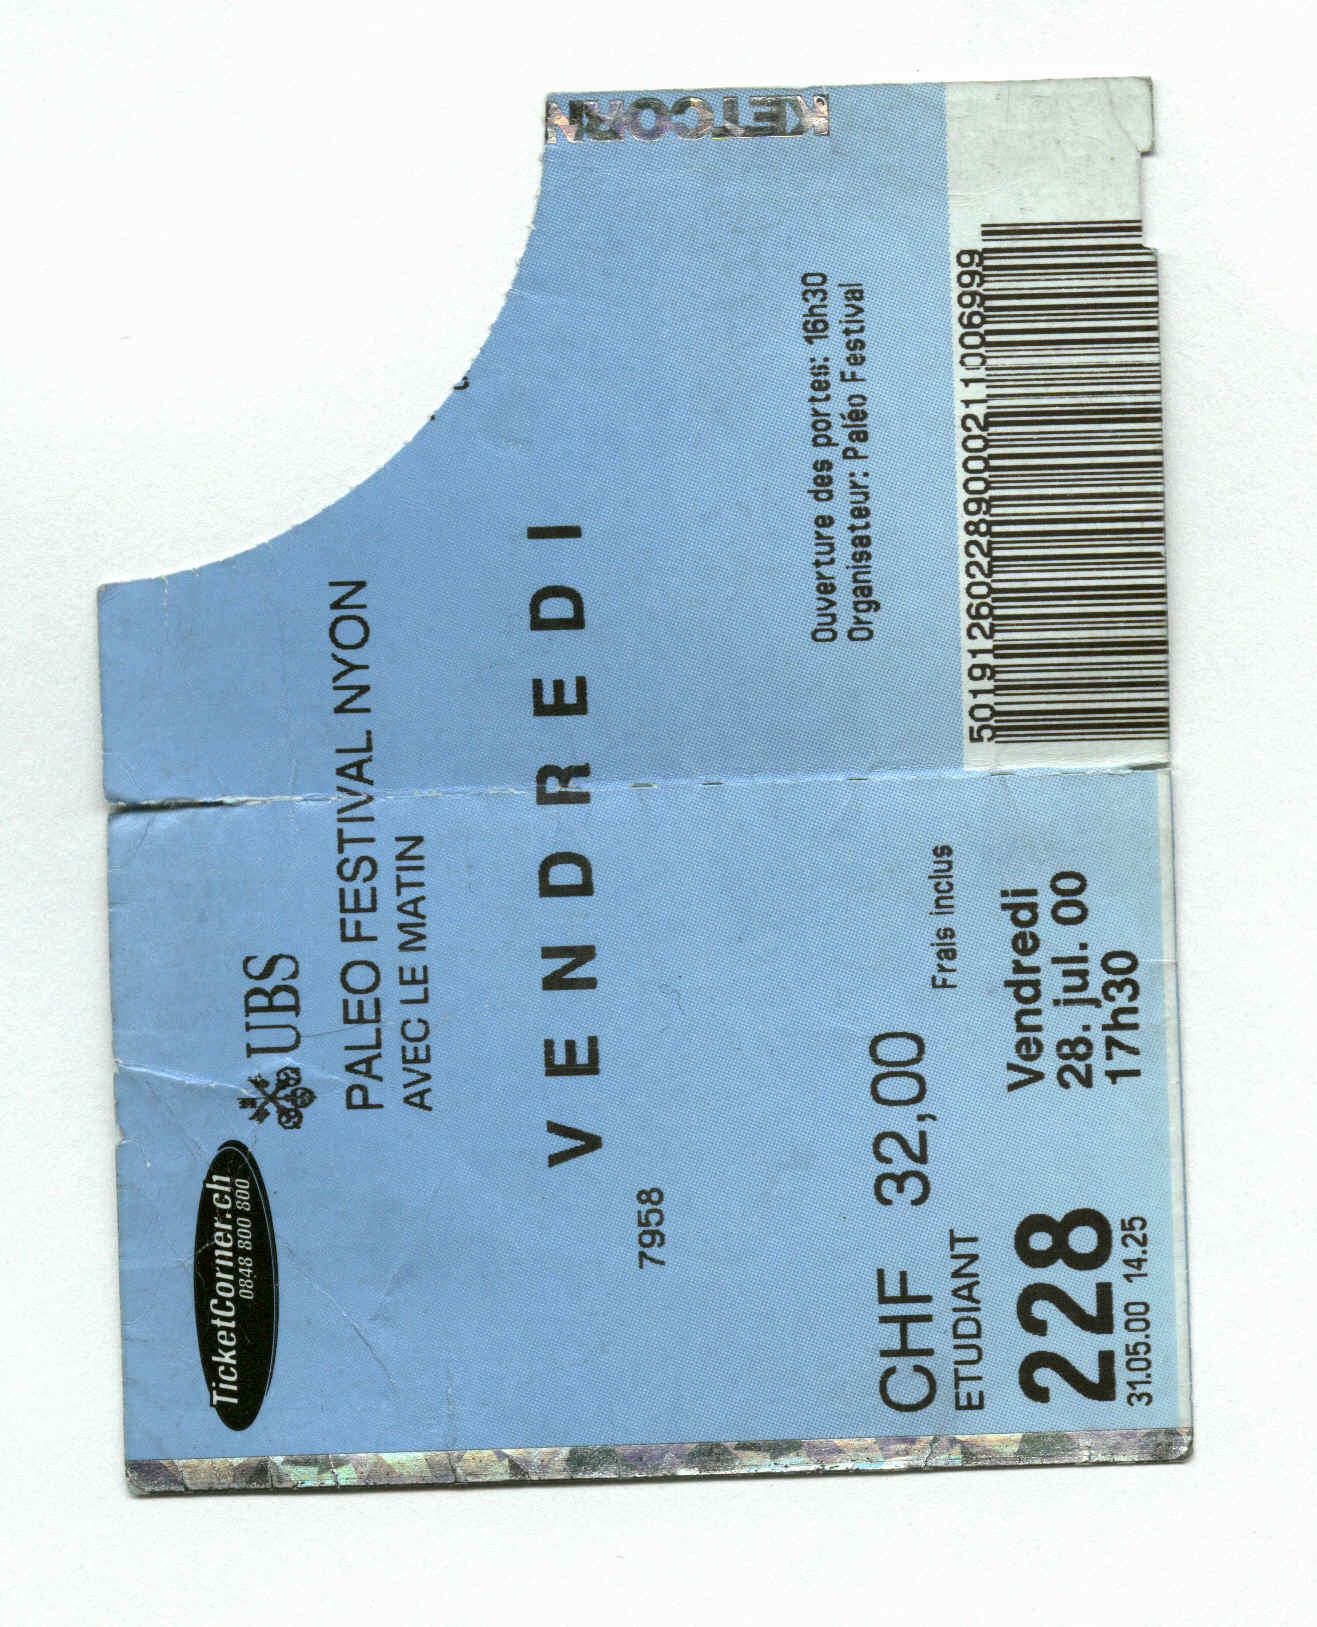 TicketCorner.ch
0848 800 800
UBS
PALEO FESTIVAL NYON
AVEC LE MATIN
VENDREDI
7958
Ouverture des portes: 16h30
Organisateur: Paléo Festival
CHF 32,00
Frais inclus
ETUDIANT
228
Vendredi
28. jul. 00
17h30
31.05.00 14.25
501912602289000211006999
KETCORN